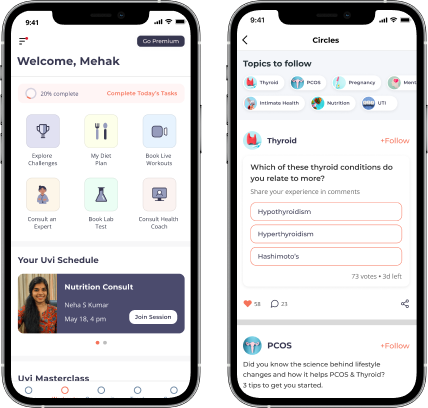 9:41
Go Premium
Welcome, Mehak
20% complete
Complete Today's Tasks
Explore
Challenges
My Diet
Plan
Book Live
Workouts
Consult an
Expert
Book Lab
Test
Consult Health
Coach
Your Uvi Schedule
Nutrition Consult
Neha S Kumar
May 18, 4 pm
Join Session
Uvi Masterclass
9:41
Circles
Topics to follow
Thyroid
PCOS
Pregnancy
Intimate Health
Nutrition
UTI
Thyroid
+Follow
Which of these thyroid conditions do
you relate to more?
Share your experience in comments
Hypothyroidism
Hyperthyroidism
Hashimoto's
73 votes • 3d left
58
23
PCOS
+Follow
Did you know the science behind lifestyle
changes and how it helps PCOS & Thyroid?
3 tips to get you started.